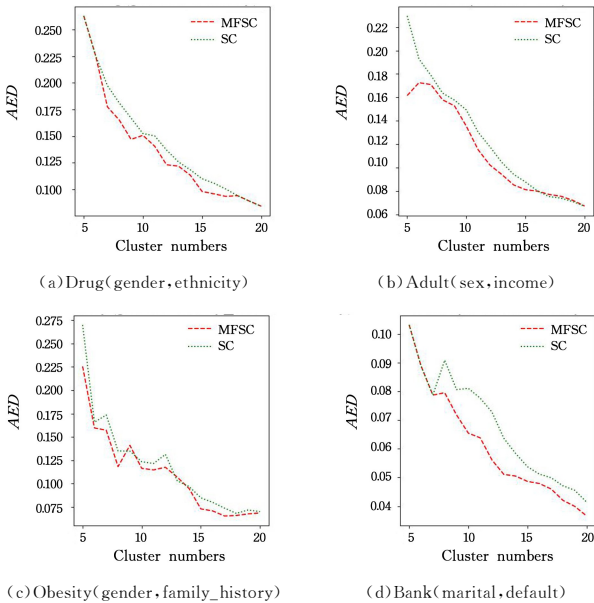 MFSC
SC
0.250
0.225
0.200
0.175
0.150
0.125
0.100
AED
5 10 15 20
Cluster numbers
(a)Drug(gender,ethnicity)
MFSC
SC
0.22
0.20
0.18
0.16
0.14
0.12
0.10
0.08
0.06
AED
5 10 15 20
Cluster numbers
(b)Adult(sex,income)
MFSC
SC
0.275
0.250
0.225
0.200
0.175
0.150
0.125
0.100
0.075
AED
5 10 15 20
Cluster numbers
(c)Obesity(gender,family_history)
MFSC
SC
0.10
0.09
0.08
0.07
0.06
0.05
0.04
AED
5 10 15 20
Cluster numbers
(d)Bank(marital,default)